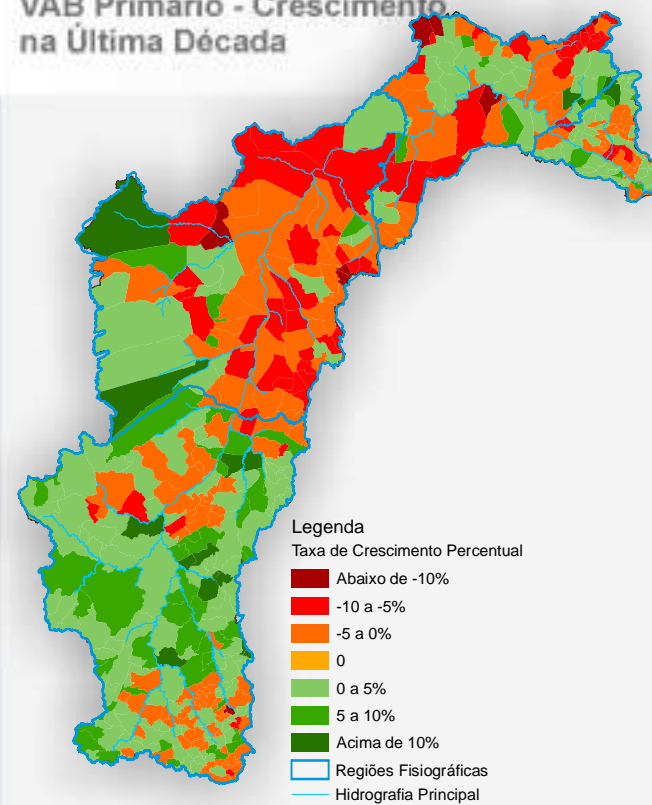 VAB Primário - Crescimento
na Última Década
Legenda
Taxa de Crescimento Percentual
Abaixo de -10%
-10 a -5%
-5 a 0%
0
0 a 5%
5 a 10%
Acima de 10%
Regiões Fisiográficas
Hidrografia Principal